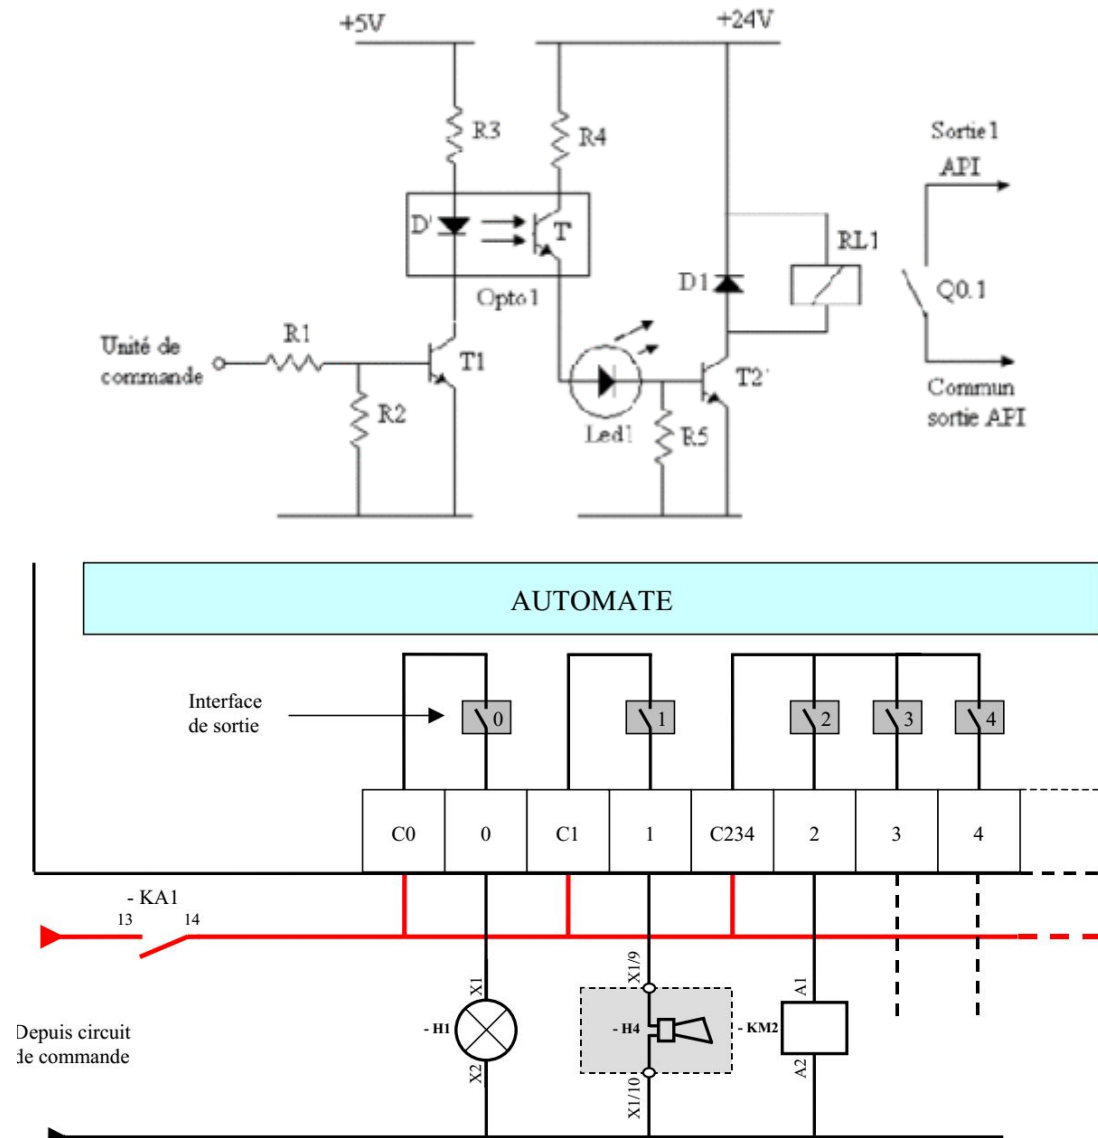 +5V
+24V
R3
R4
Sortie1
API
D'
T'
RL1
D1
Q0.1
Opto1
Unité de
commande
R1
T1
T2'
R2
Led1
R5
Commun
sortie API
AUTOMATE
Interface
de sortie
0
1
2
3
4
C0
0
C1
1
C234
2
3
4
- KA1
13
14
X1
X1/9
A1
Depuis circuit
de commande
- H1
- H4
- KM2
X2
X1/10
A2